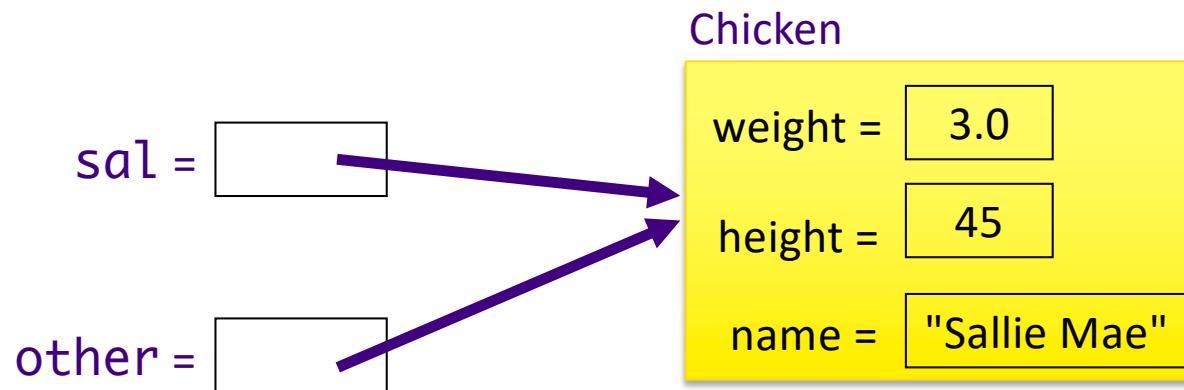 Chicken
weight = 3.0
sal =
height = 45
name = "Sallie Mae"
other =